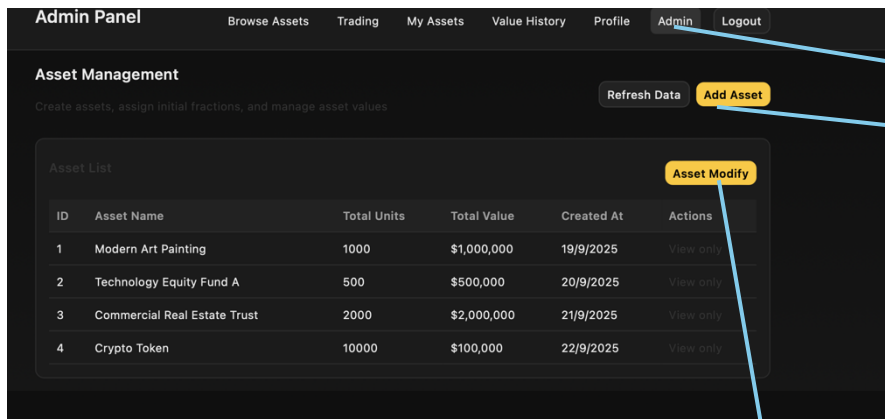 Admin Panel Browse Assets Trading My Assets Value History Profile Admin Logout
Asset Management
Refresh Data Add Asset
Create assets, assign initial fractions, and manage asset values
Asset List
Asset Modify
ID Asset Name Total Units Total Value Created At Actions
1 Modern Art Painting 1000 $1,000,000 19/9/2025 View only
2 Technology Equity Fund A 500 $500,000 20/9/2025 View only
3 Commercial Real Estate Trust 2000 $2,000,000 21/9/2025 View only
4 Crypto Token 10000 $100,000 22/9/2025 View only